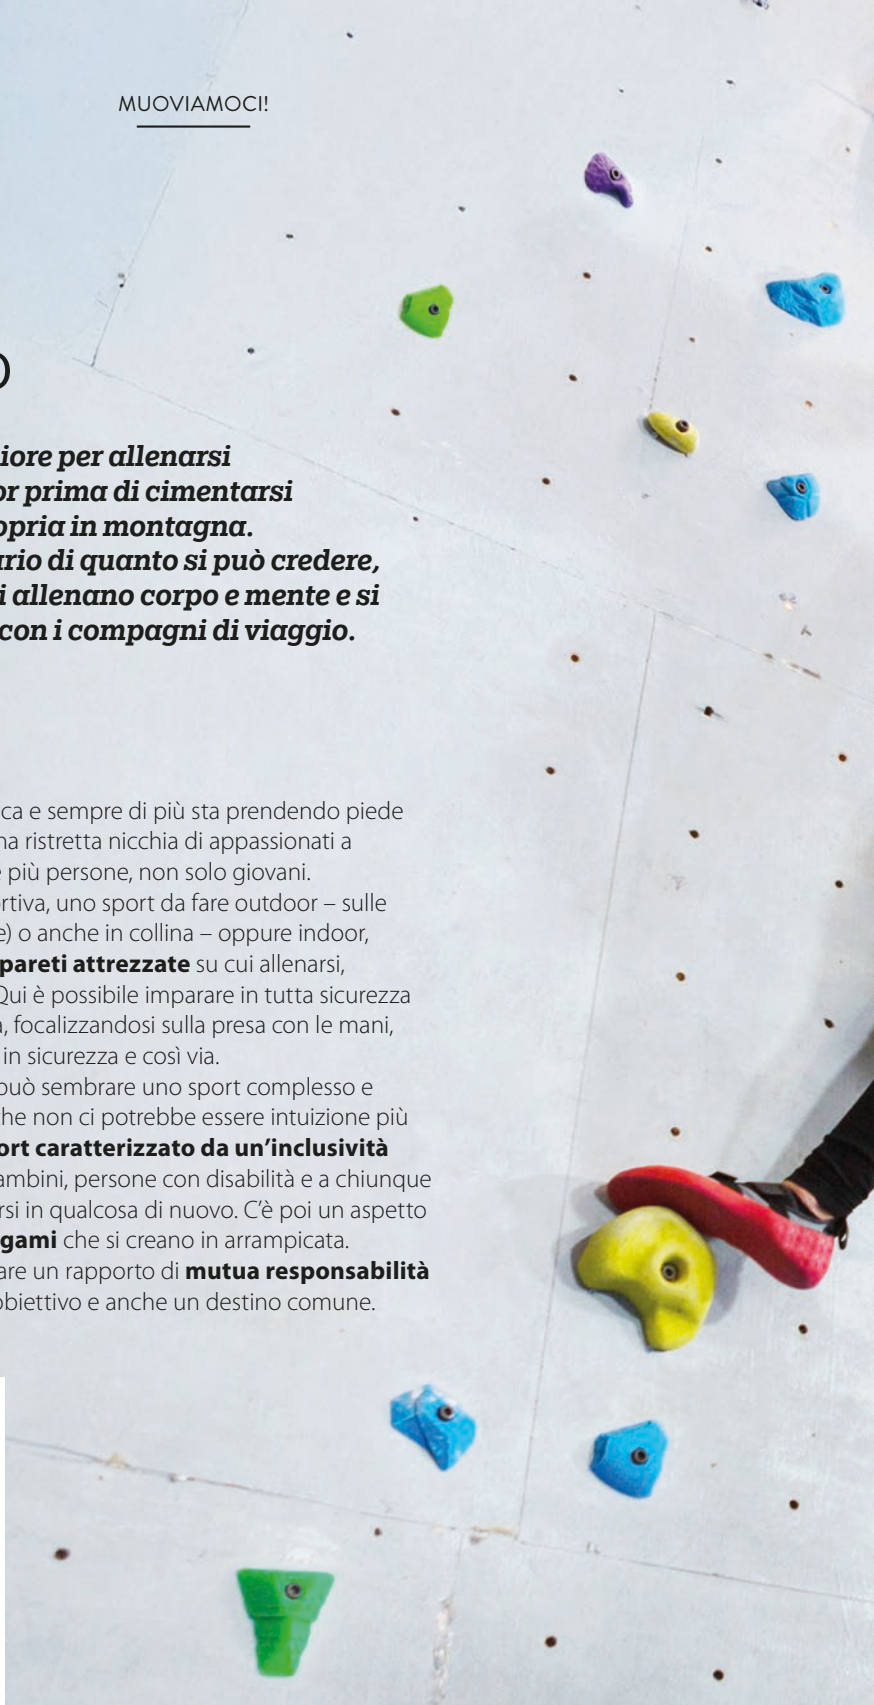 MUOVIAMOCI!
O
iore per allenarsi
or prima di cimentarsi
opria in montagna.
ario di quanto si può credere,
i allenano corpo e mente e si
con i compagni di viaggio.
ca e sempre di più sta prendendo piede
na ristretta nicchia di appassionati a
e più persone, non solo giovani.
rtiva, uno sport da fare outdoor – sulle
e) o anche in collina – oppure indoor,
pareti attrezzate su cui allenarsi,
Qui è possibile imparare in tutta sicurezza
a, focalizzandosi sulla presa con le mani,
in sicurezza e così via.
può sembrare uno sport complesso e
he non ci potrebbe essere intuizione più
ort caratterizzato da un’inclusività
ambini, persone con disabilità e a chiunque
rsi in qualcosa di nuovo. C’è poi un aspetto
gami che si creano in arrampicata.
are un rapporto di mutua responsabilità
obiettivo e anche un destino comune.